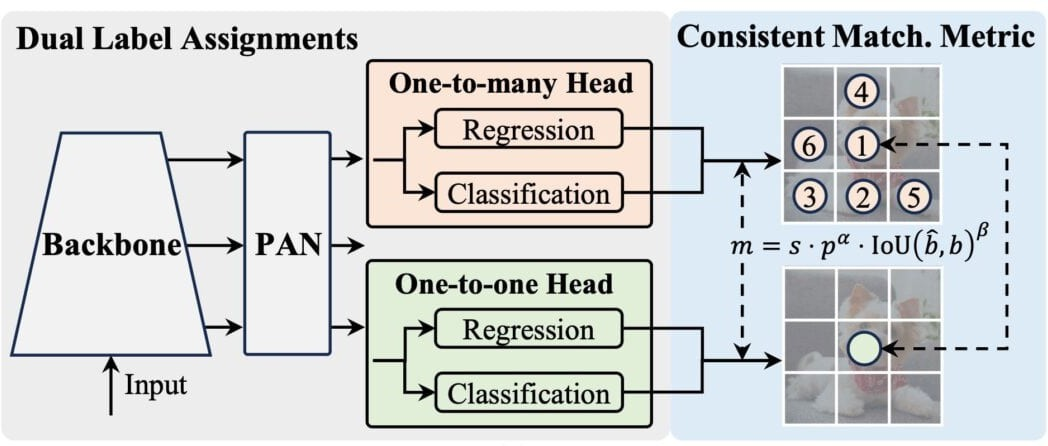 Dual Label Assignments
Consistent Match. Metric
One-to-many Head
Regression
Classification
Backbone
PAN
One-to-one Head
Regression
Classification
Input
4
6 1
3 2 5
m = s · p^α · IoU(b̂, b)^β